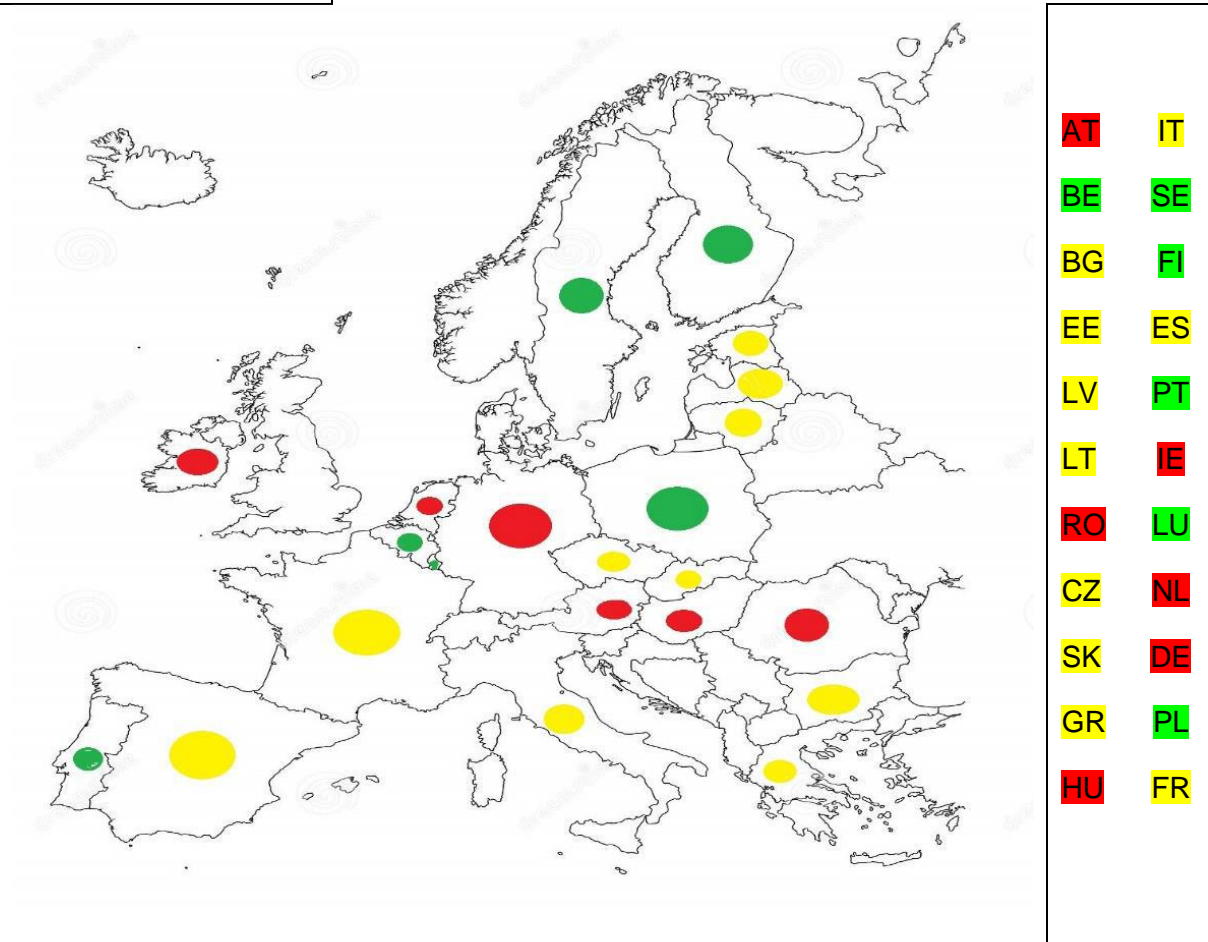 AT IT
BE SE
BG FI
EE ES
LV PT
LT IE
RO LU
CZ NL
SK DE
GR PL
HU FR